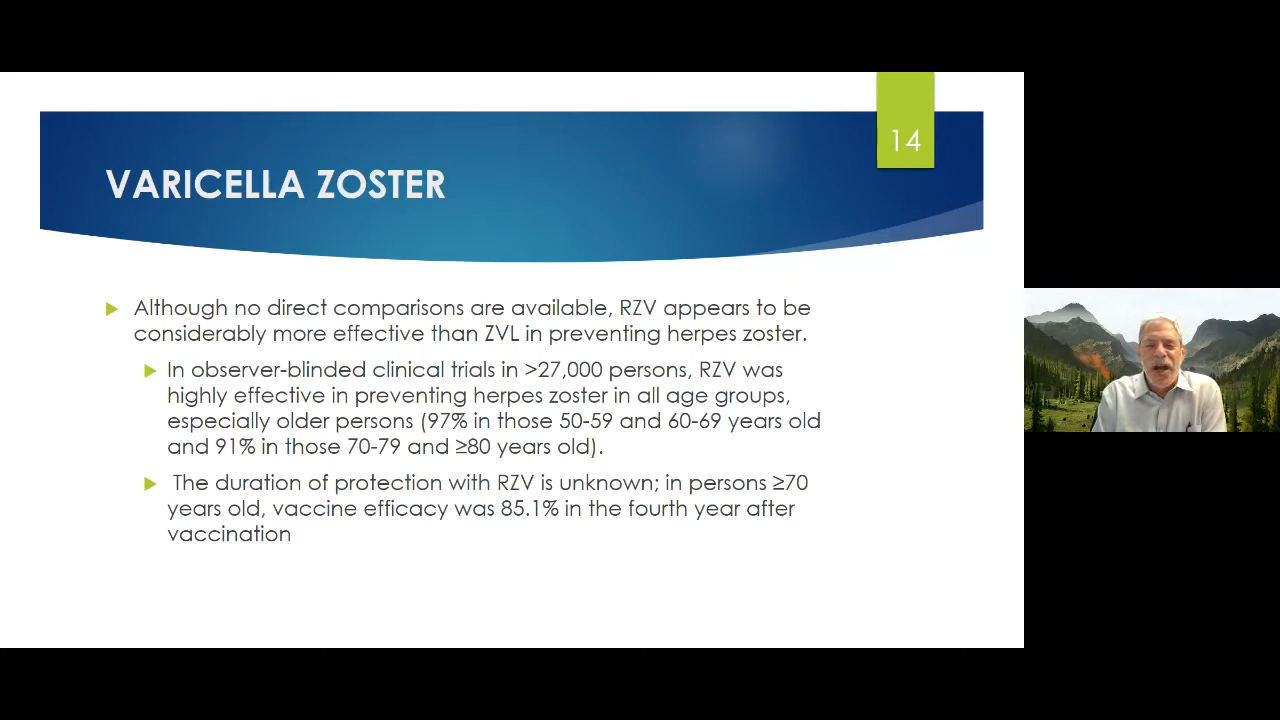 14
VARICELLA ZOSTER
Although no direct comparisons are available, RZV appears to be
considerably more effective than ZVL in preventing herpes zoster.
In observer-blinded clinical trials in >27,000 persons, RZV was
highly effective in preventing herpes zoster in all age groups,
especially older persons (97% in those 50-59 and 60-69 years old
and 91% in those 70-79 and ≥80 years old).
The duration of protection with RZV is unknown; in persons ≥70
years old, vaccine efficacy was 85.1% in the fourth year after
vaccination